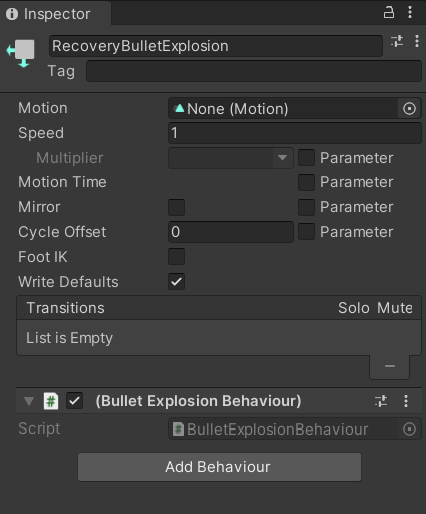 Inspector
RecoveryBulletExplosion
Tag
Motion None (Motion)
Speed 1
Multiplier Parameter
Motion Time Parameter
Mirror Parameter
Cycle Offset 0 Parameter
Foot IK
Write Defaults
Transitions Solo Mute
List is Empty
# (Bullet Explosion Behaviour)
Script # BulletExplosionBehaviour
Add Behaviour